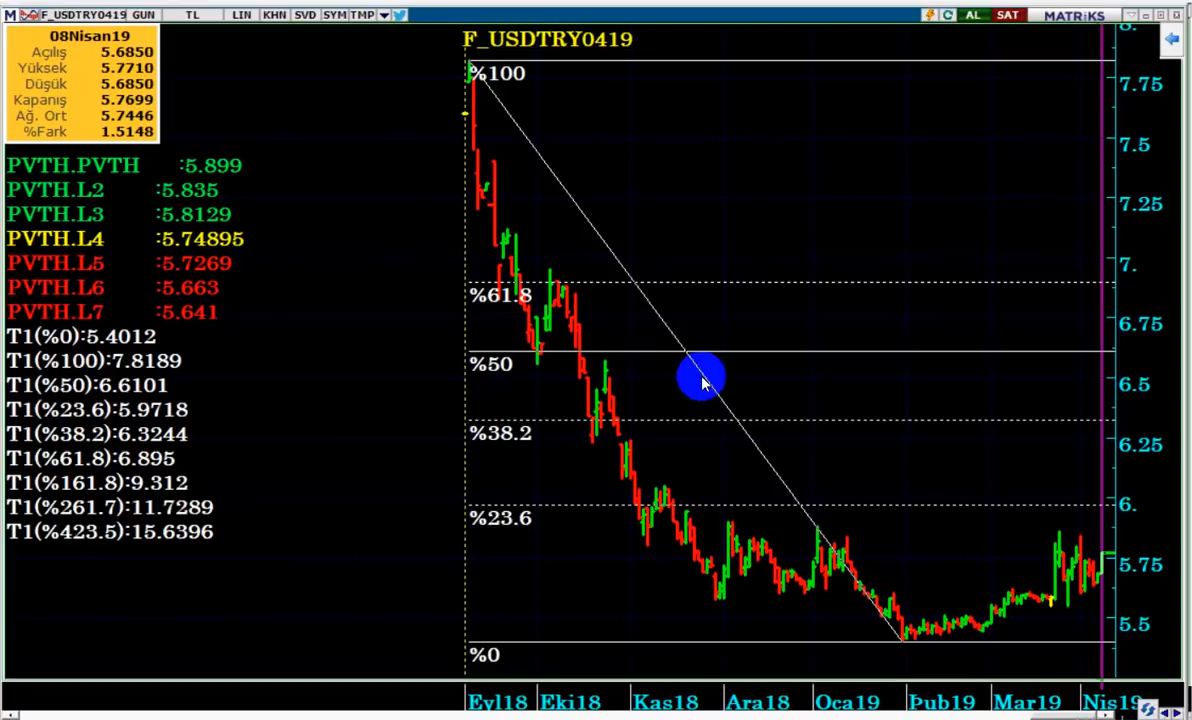 M F_USDTRY0419 GUN TL LIN KHN SVD SYM TMP C AL SAT MATRiKS
08Nisan19
Açılış 5.6850
Yüksek 5.7710
Düşük 5.6850
Kapanış 5.7699
Ağ. Ort 5.7446
%Fark 1.5148
PVTH.PVTH :5.899
PVTH.L2 :5.835
PVTH.L3 :5.8129
PVTH.L4 :5.74895
PVTH.L5 :5.7269
PVTH.L6 :5.663
PVTH.L7 :5.641
T1(%0):5.4012
T1(%100):7.8189
T1(%50):6.6101
T1(%23.6):5.9718
T1(%38.2):6.3244
T1(%61.8):6.895
T1(%161.8):9.312
T1(%261.7):11.7289
T1(%423.5):15.6396
F_USDTRY0419
%100
%61.8
%50
%38.2
%23.6
%0
8.
7.75
7.5
7.25
7.
6.75
6.5
6.25
6.
5.75
5.5
Eyl18 Eki18 Kas18 Ara18 Oca19 Þub19 Mar19 Nis19